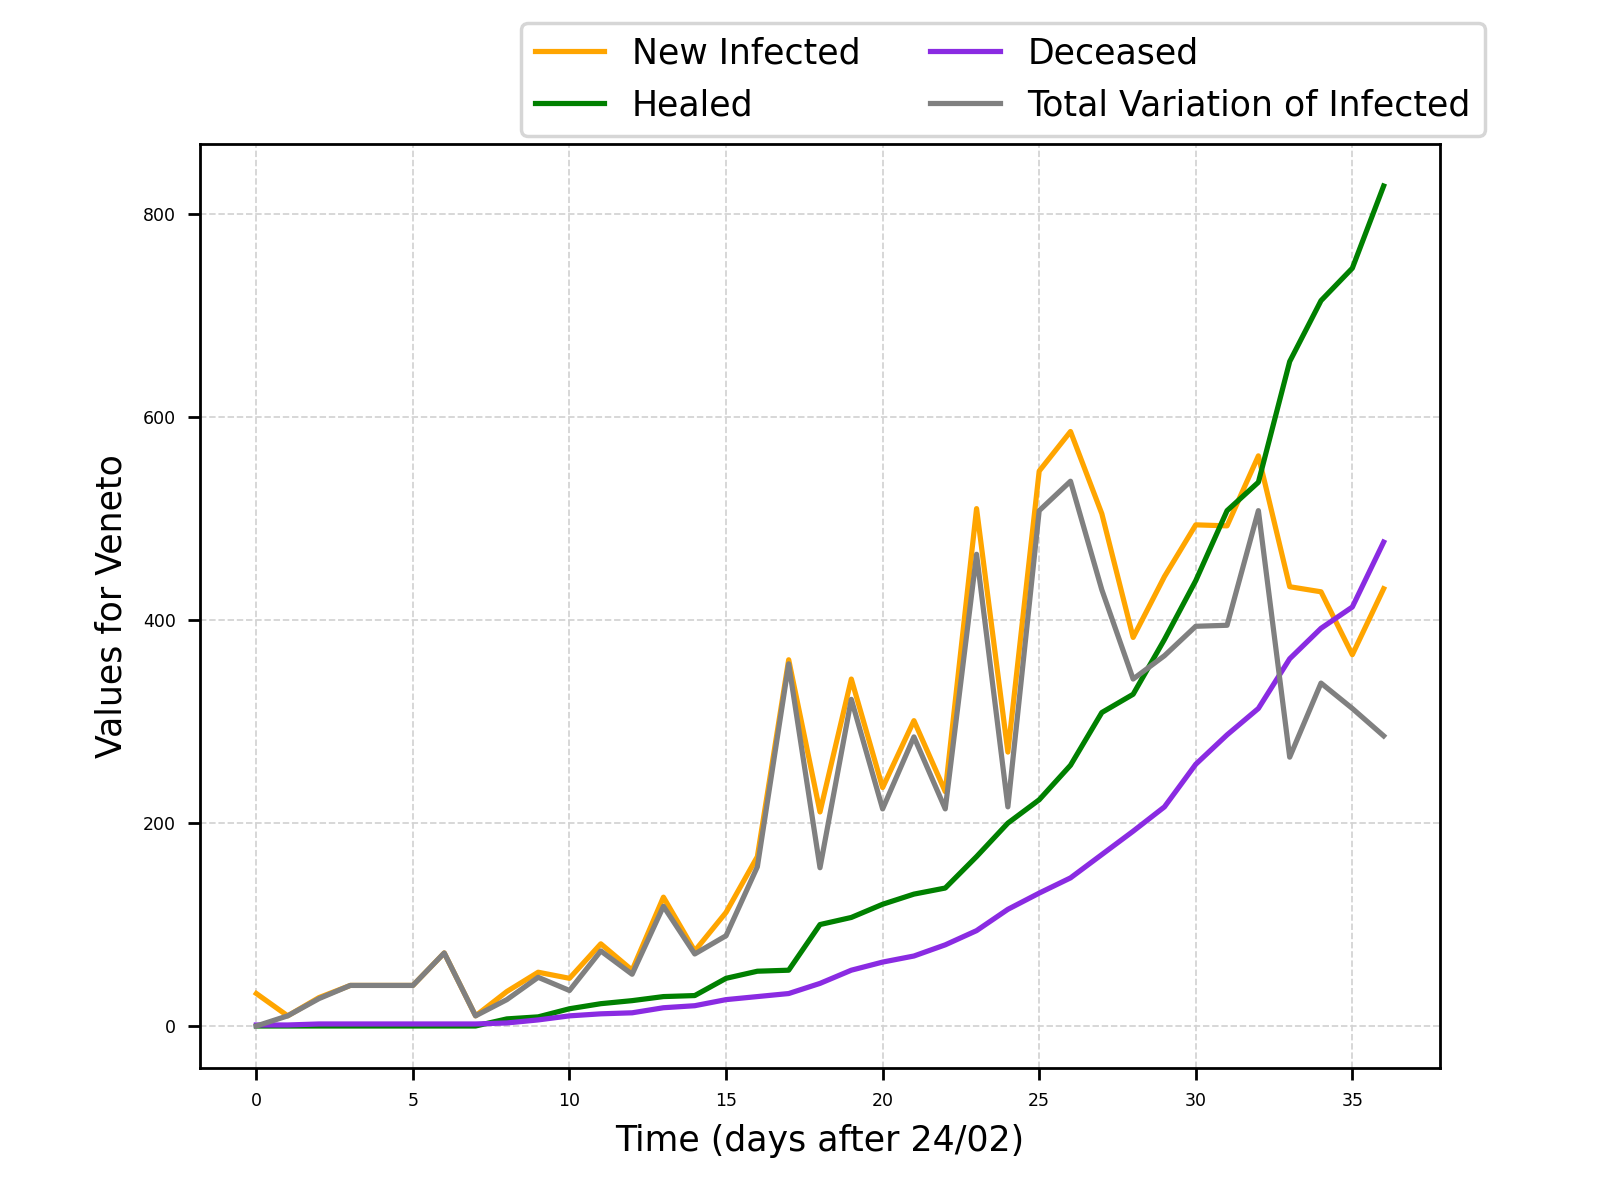 New Infected
Healed
Deceased
Total Variation of Infected
800
600
400
200
0
Values for Veneto
0 5 10 15 20 25 30 35
Time (days after 24/02)